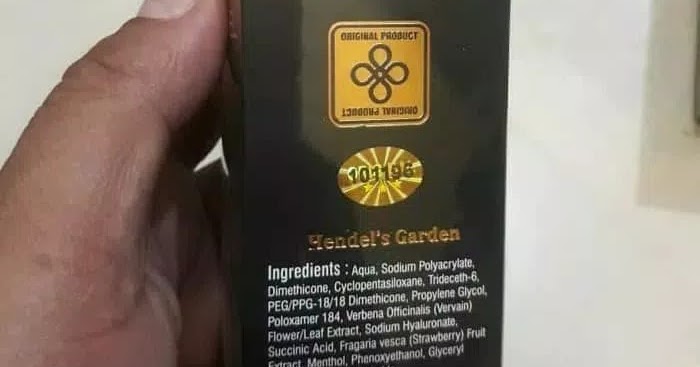 ORIGINAL PRODUCT
ORIGINAL PRODUCT
101196
Hendel's Garden
Ingredients : Aqua, Sodium Polyacrylate,
Dimethicone, Cyclopentasiloxane, Trideceth-6,
PEG/PPG-18/18 Dimethicone, Propylene Glycol,
Poloxamer 184, Verbena Officinalis (Vervain)
Flower/Leaf Extract, Sodium Hyaluronate,
Succinic Acid, Fragaria vesca (Strawberry) Fruit
Extract, Menthol, Phenoxyethanol, Glyceryl